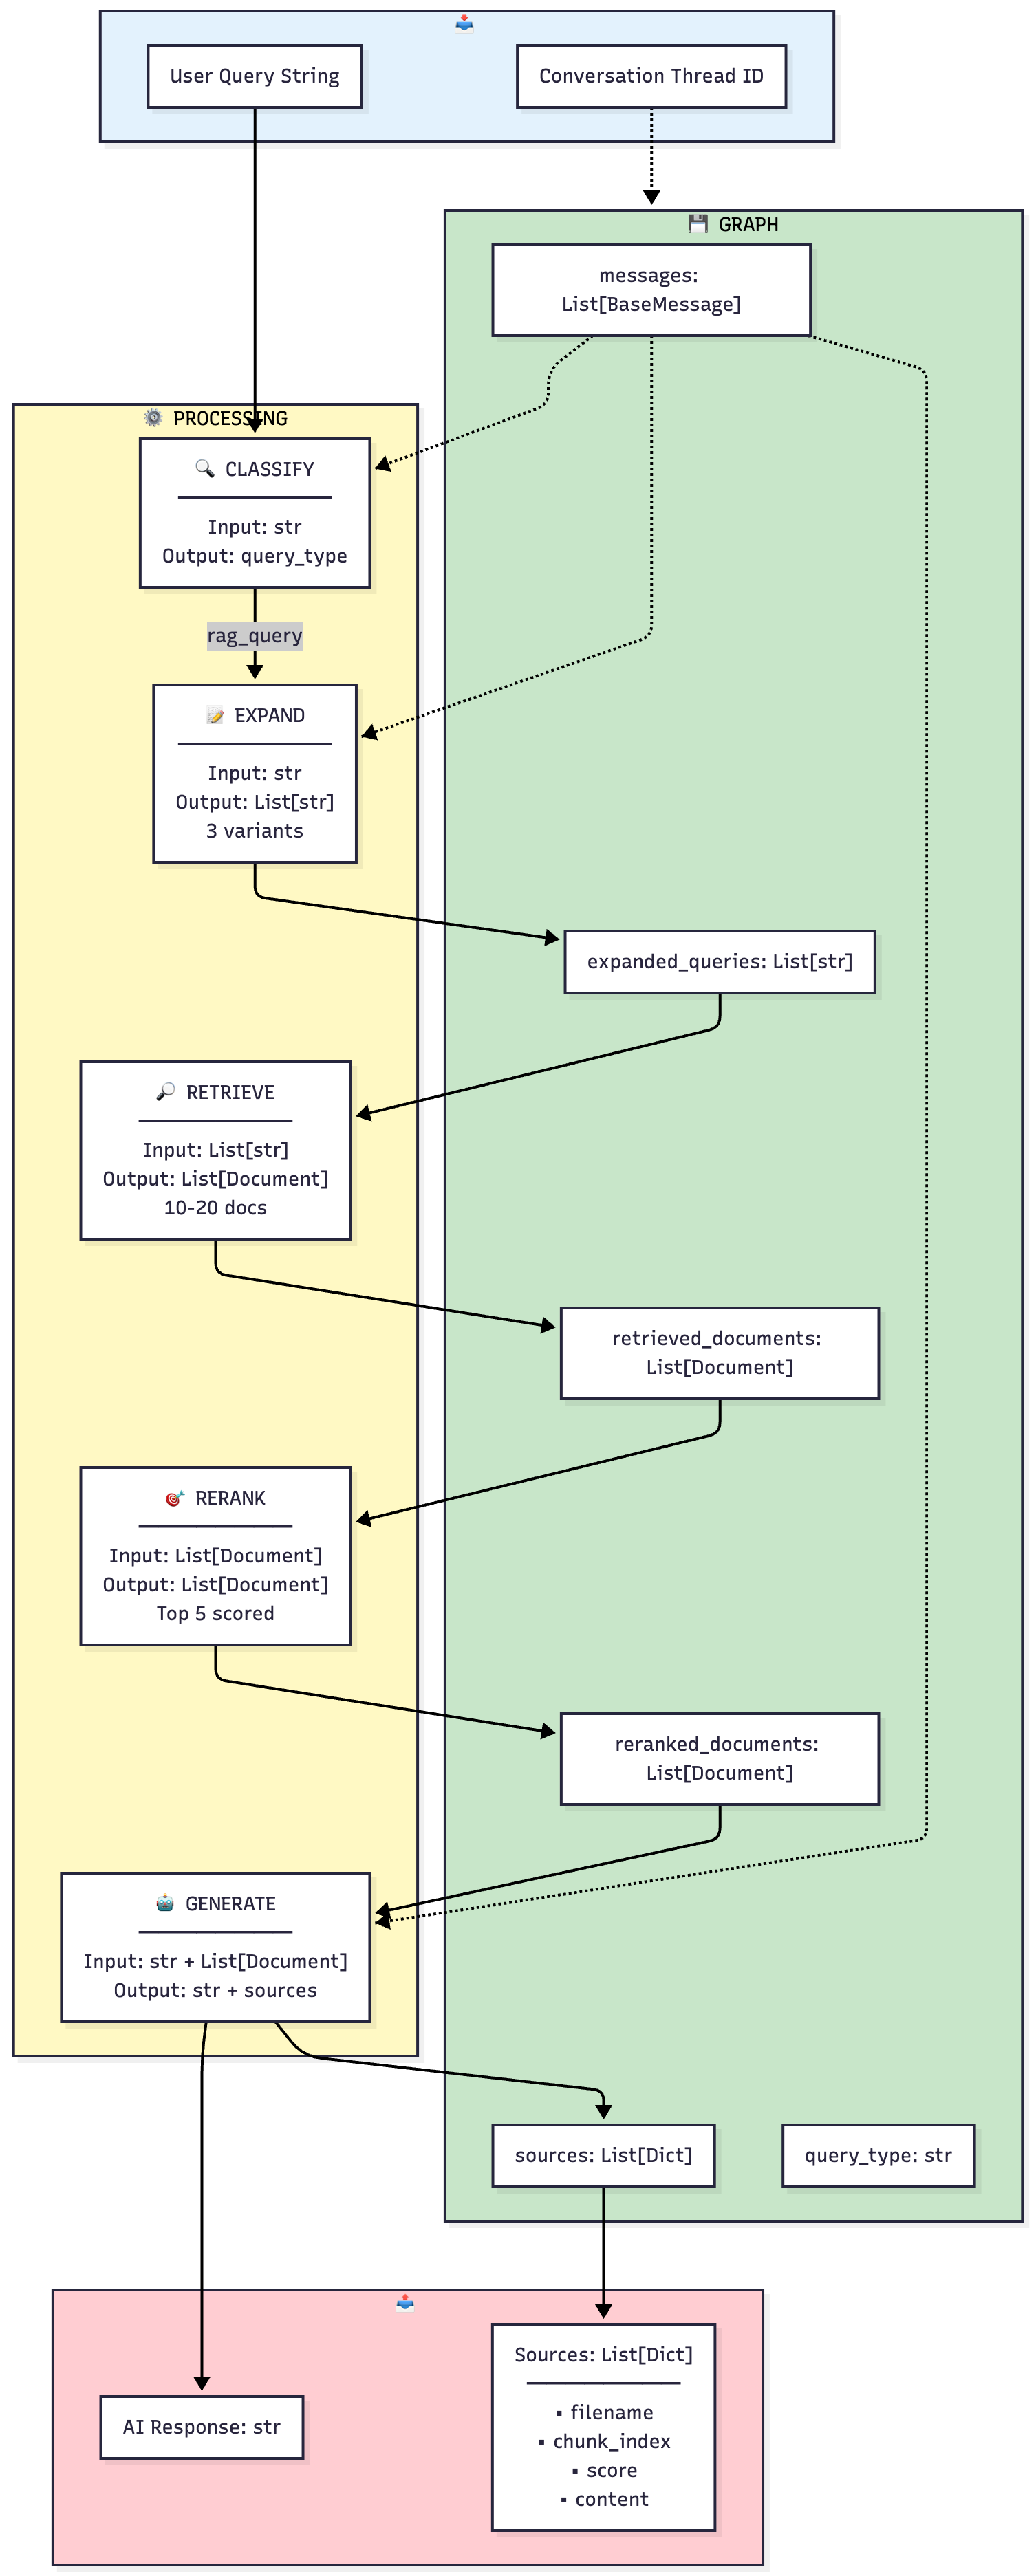 User Query String
Conversation Thread ID
GRAPH
messages:
List[BaseMessage]
PROCESSING
CLASSIFY
Input: str
Output: query_type
rag_query
EXPAND
Input: str
Output: List[str]
3 variants
expanded_queries: List[str]
RETRIEVE
Input: List[str]
Output: List[Document]
10-20 docs
retrieved_documents:
List[Document]
RERANK
Input: List[Document]
Output: List[Document]
Top 5 scored
reranked_documents:
List[Document]
GENERATE
Input: str + List[Document]
Output: str + sources
sources: List[Dict]
query_type: str
Sources: List[Dict]
▪ filename
▪ chunk_index
▪ score
▪ content
AI Response: str